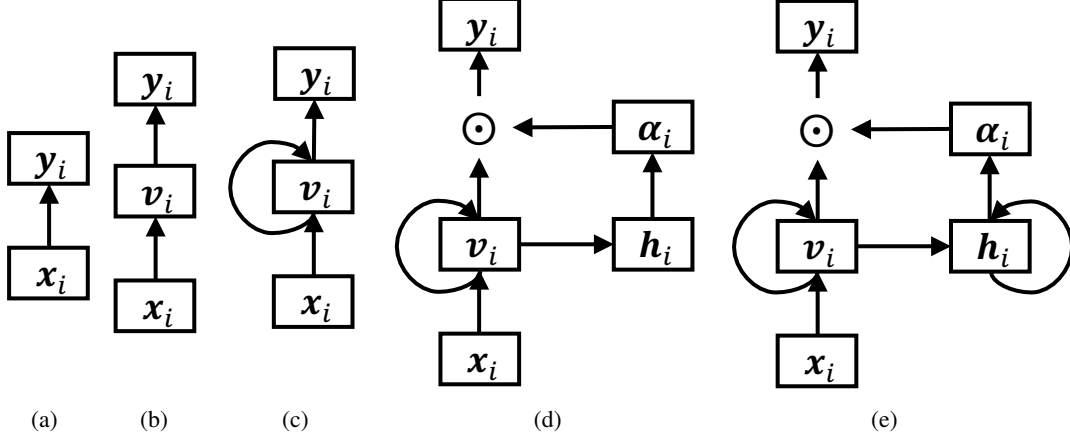 y_i
x_i
(a)
y_i
v_i
x_i
(b)
y_i
v_i
x_i
(c)
y_i
⊙ α_i
v_i h_i
x_i
(d)
y_i
⊙ α_i
v_i h_i
x_i
(e)